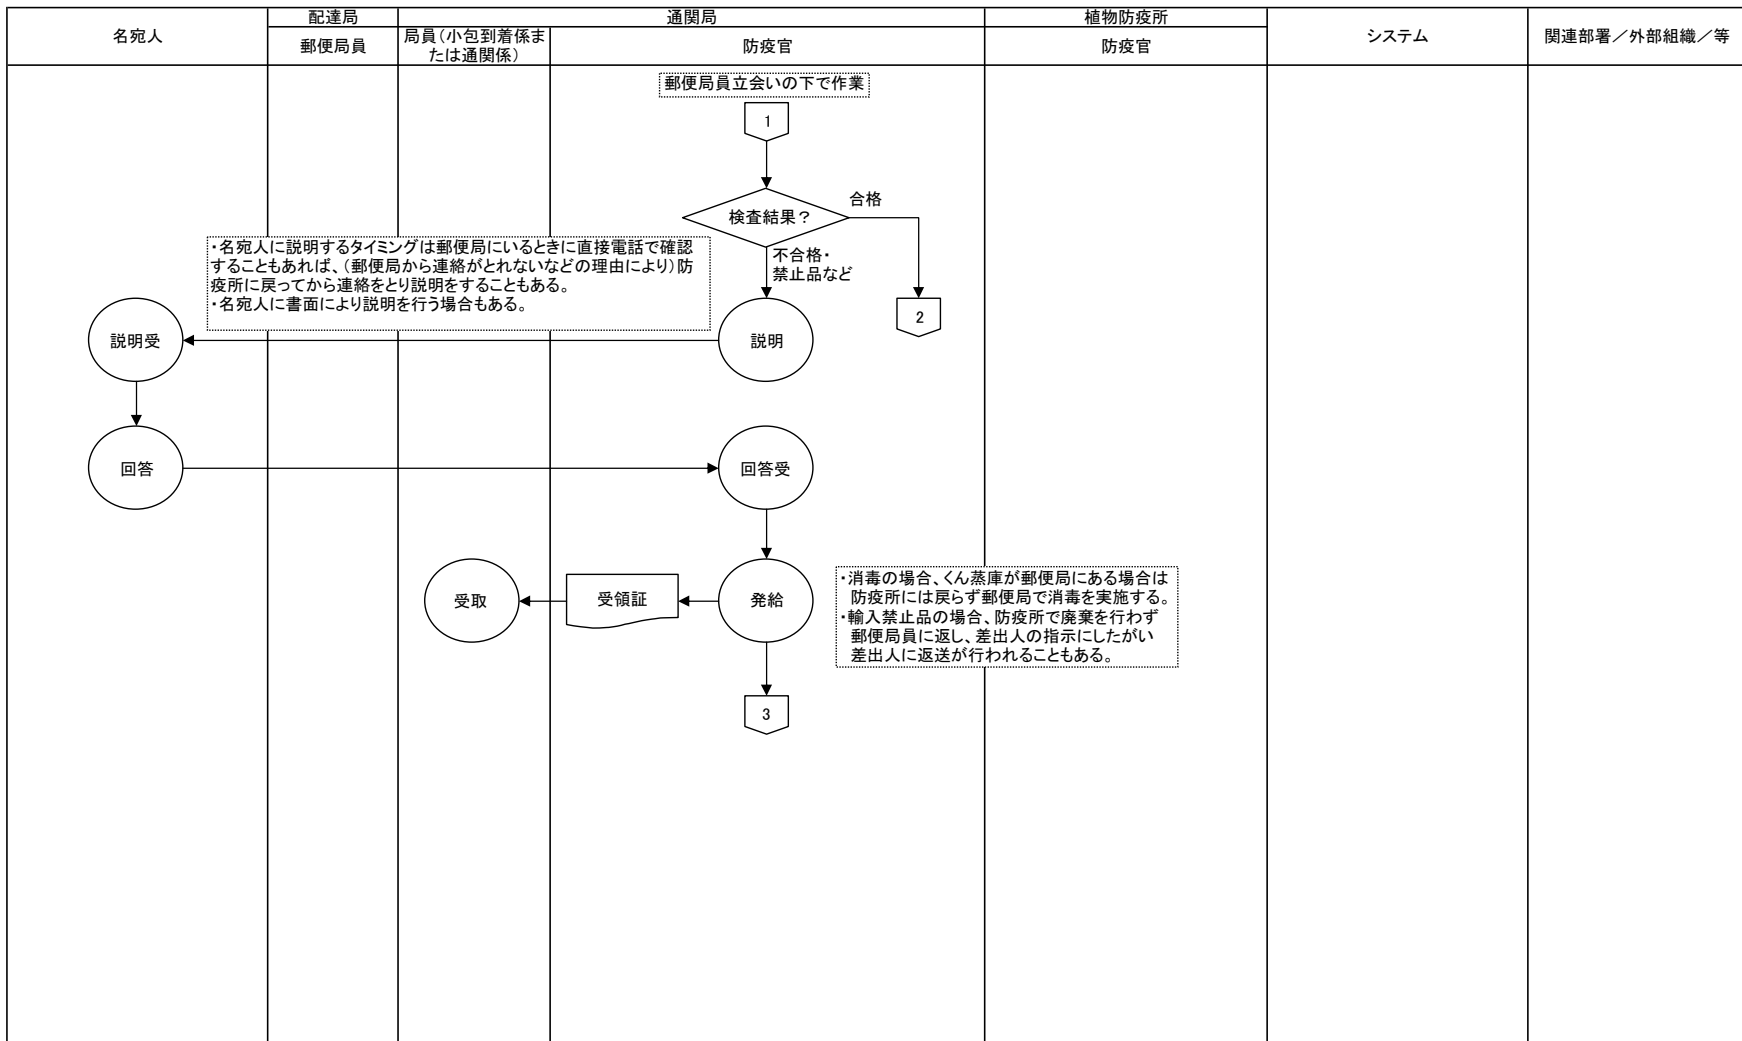 名宛人
配達局
郵便局員
通関局
局員(小包到着係ま
たは通関係)
防疫官
植物防疫所
防疫官
システム
関連部署/外部組織/等
郵便局員立会いの下で作業
1
検査結果?
合格
不合格・
禁止品など
2
・名宛人に説明するタイミングは郵便局にいるときに直接電話で確認
することもあれば、(郵便局から連絡がとれないなどの理由により)防
疫所に戻ってから連絡をとり説明をすることもある。
・名宛人に書面により説明を行う場合もある。
説明受
説明
回答
回答受
受取
受領証
発給
・消毒の場合、くん蒸庫が郵便局にある場合は
防疫所には戻らず郵便局で消毒を実施する。
・輸入禁止品の場合、防疫所で廃棄を行わず
郵便局員に返し、差出人の指示にしたがい
差出人に返送が行われることもある。
3